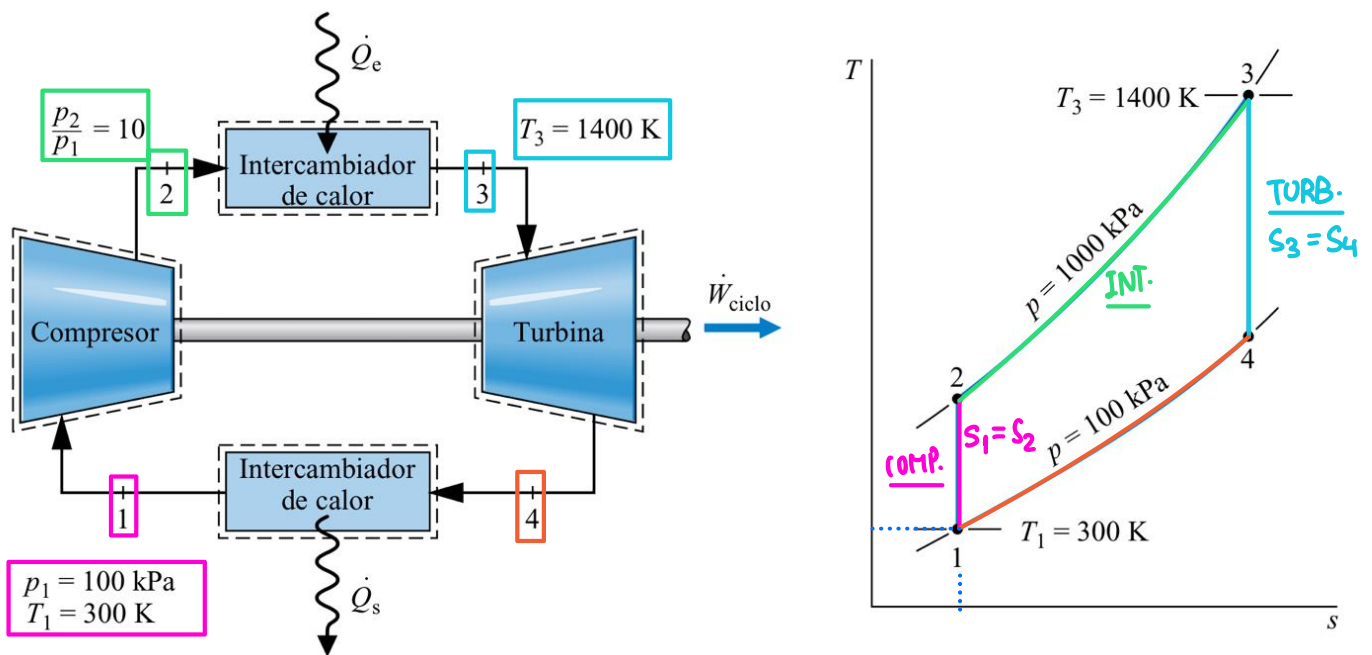 Q̇e
p2/p1 = 10
T3 = 1400 K
2
Intercambiador
de calor
3
Compresor
Turbina
Ẇciclo
Intercambiador
de calor
1
4
p1 = 100 kPa
T1 = 300 K
Q̇s
T
3
T3 = 1400 K
TURB.
S3 = S4
p = 1000 kPa
INT.
4
2
S1 = S2
p = 100 kPa
COMP.
T1 = 300 K
1
s